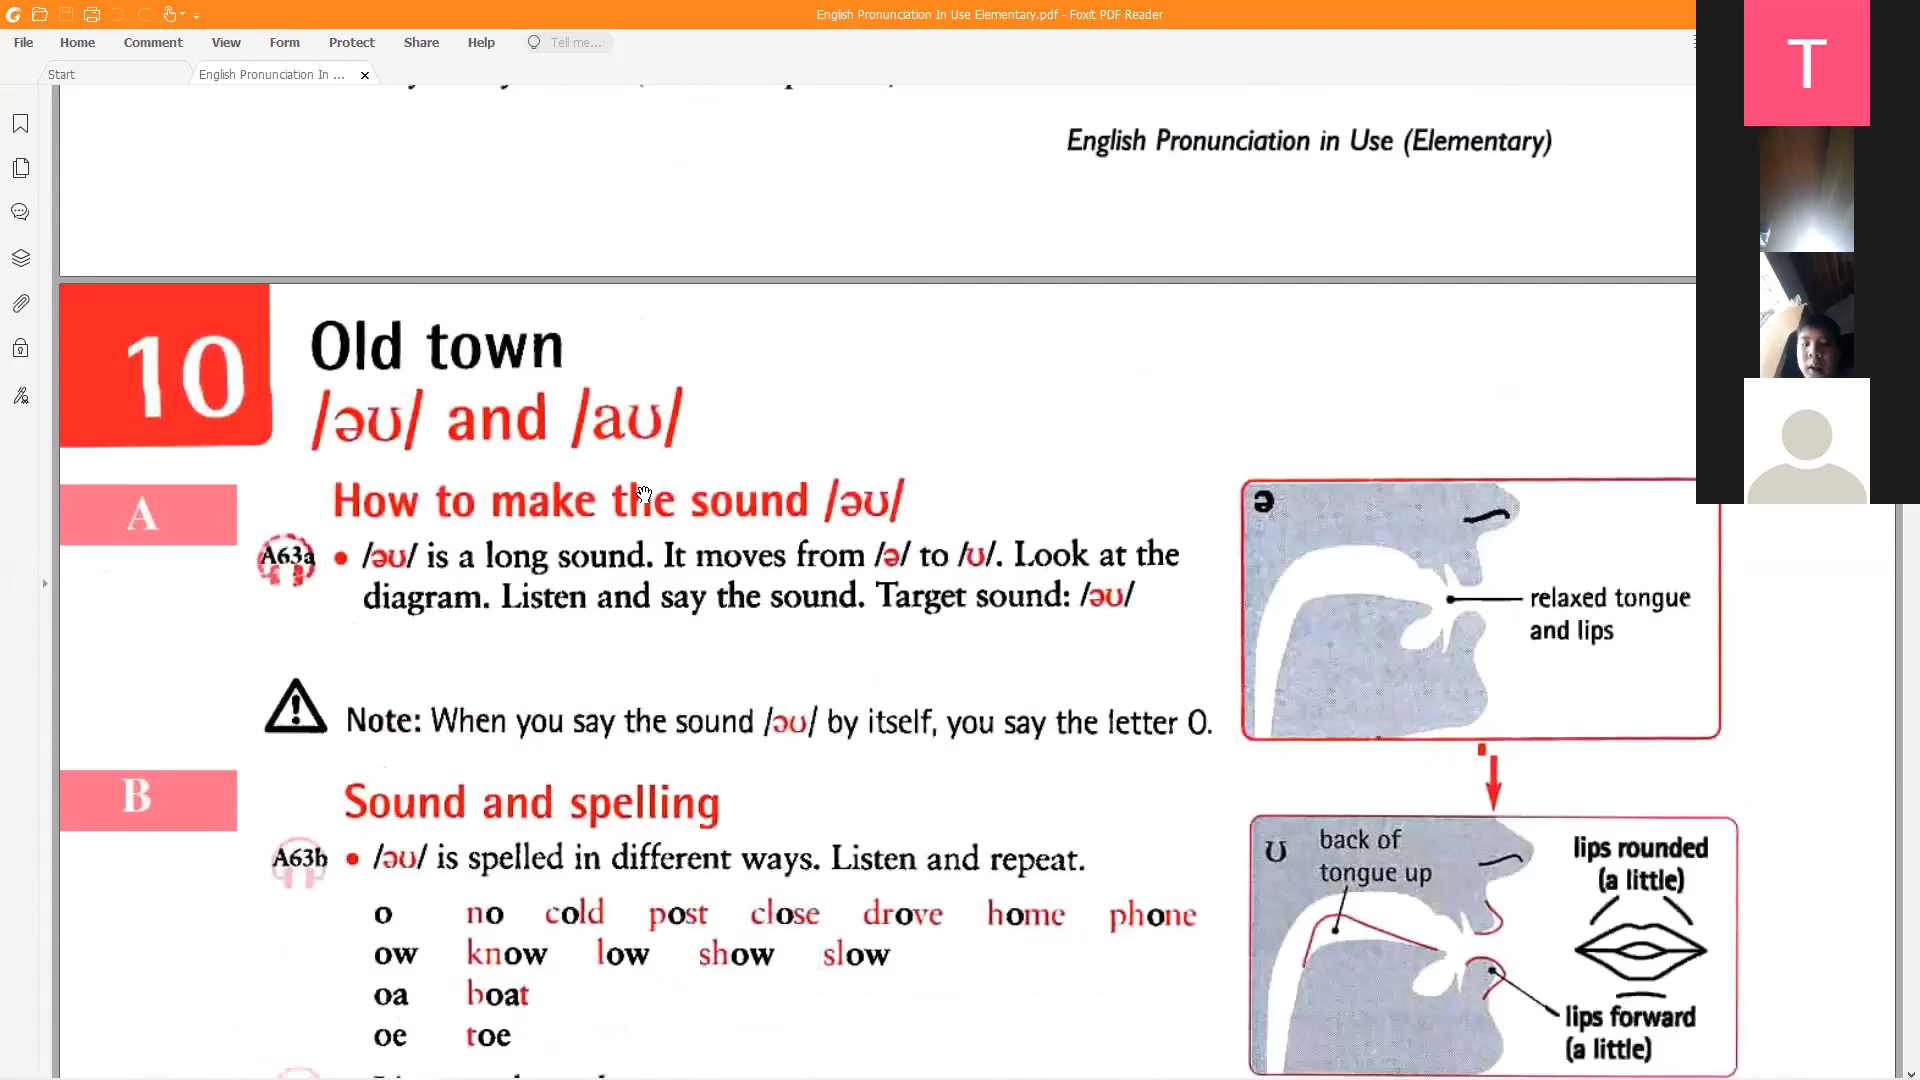 English Pronunciation In Use Elementary.pdf - Foxit PDF Reader
File Home Comment View Form Protect Share Help Tell me...
Start English Pronunciation In ...
T
English Pronunciation in Use (Elementary)
10
Old town
/əʊ/ and /aʊ/
A
How to make the sound /əʊ/
A63a • /əʊ/ is a long sound. It moves from /ə/ to /ʊ/. Look at the
diagram. Listen and say the sound. Target sound: /əʊ/
ə
relaxed tongue
and lips
Note: When you say the sound /əʊ/ by itself, you say the letter O.
B
Sound and spelling
A63b • /əʊ/ is spelled in different ways. Listen and repeat.
o no cold post close drove home phone
ow know low show slow
oa boat
oe toe
ʊ
back of
tongue up
lips rounded
(a little)
lips forward
(a little)